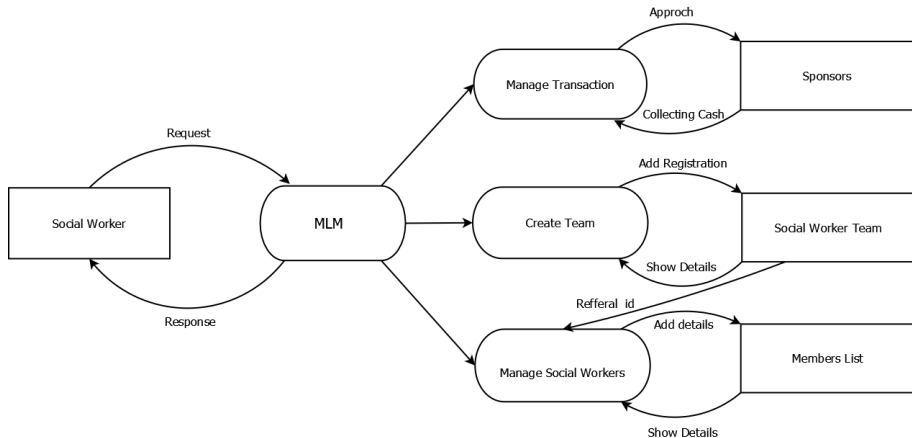 Approch
Manage Transaction
Sponsors
Collecting Cash
Request
Add Registration
Social Worker
MLM
Create Team
Social Worker Team
Show Details
Response
Refferal id
Add details
Manage Social Workers
Members List
Show Details